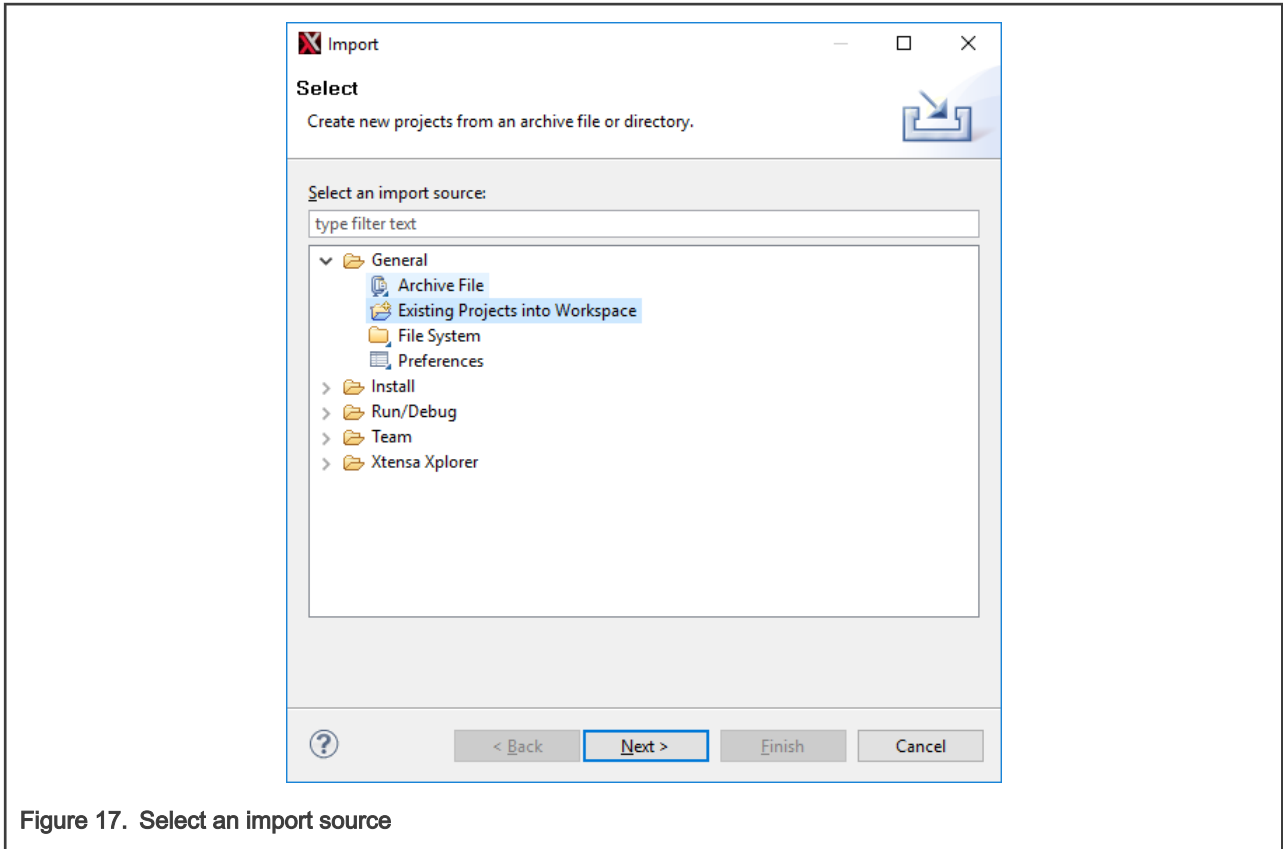 Import
Select
Create new projects from an archive file or directory.
Select an import source:
type filter text
General
Archive File
Existing Projects into Workspace
File System
Preferences
Install
Run/Debug
Team
Xtensa Xplorer
< Back Next > Finish Cancel
Figure 17. Select an import source